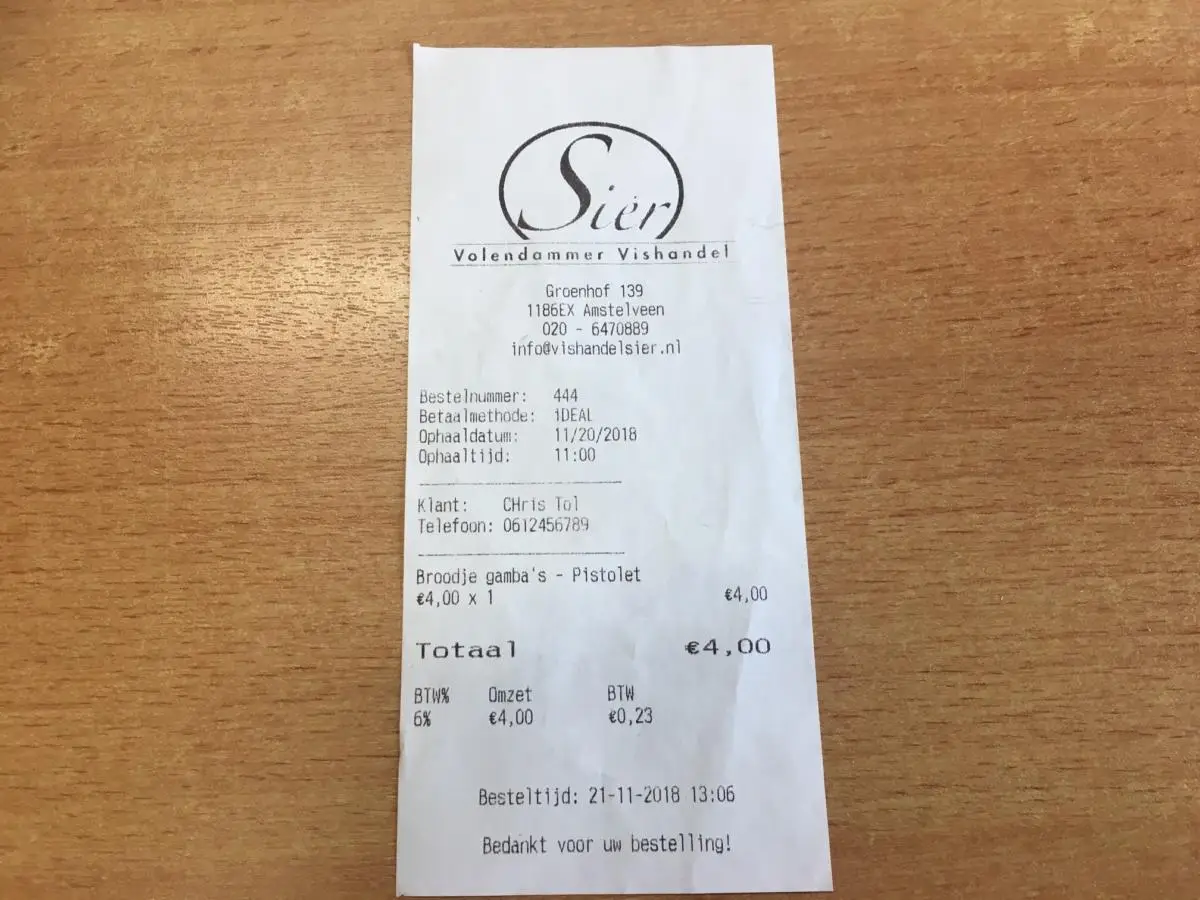 Sier
Volendammer Vishandel
Groenhof 139
1186EX Amstelveen
020 - 6470889
info@vishandelsier.nl
Bestelnummer: 444
Betaalmethode: iDEAL
Ophaaldatum: 11/20/2018
Ophaaltijd: 11:00
Klant: CHris Tol
Telefoon: 0612456789
Broodje gamba's - Pistolet
€4,00 x 1 €4,00
Totaal €4,00
BTW% Omzet BTW
6% €4,00 €0,23
Besteltijd: 21-11-2018 13:06
Bedankt voor uw bestelling!